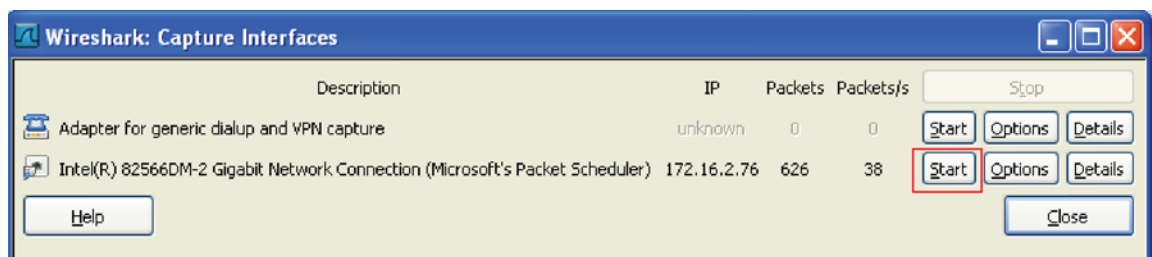 Wireshark: Capture Interfaces
Description IP Packets Packets/s Stop
Adapter for generic dialup and VPN capture unknown 0 0 Start Options Details
Intel(R) 82566DM-2 Gigabit Network Connection (Microsoft's Packet Scheduler) 172.16.2.76 626 38 Start Options Details
Help Close